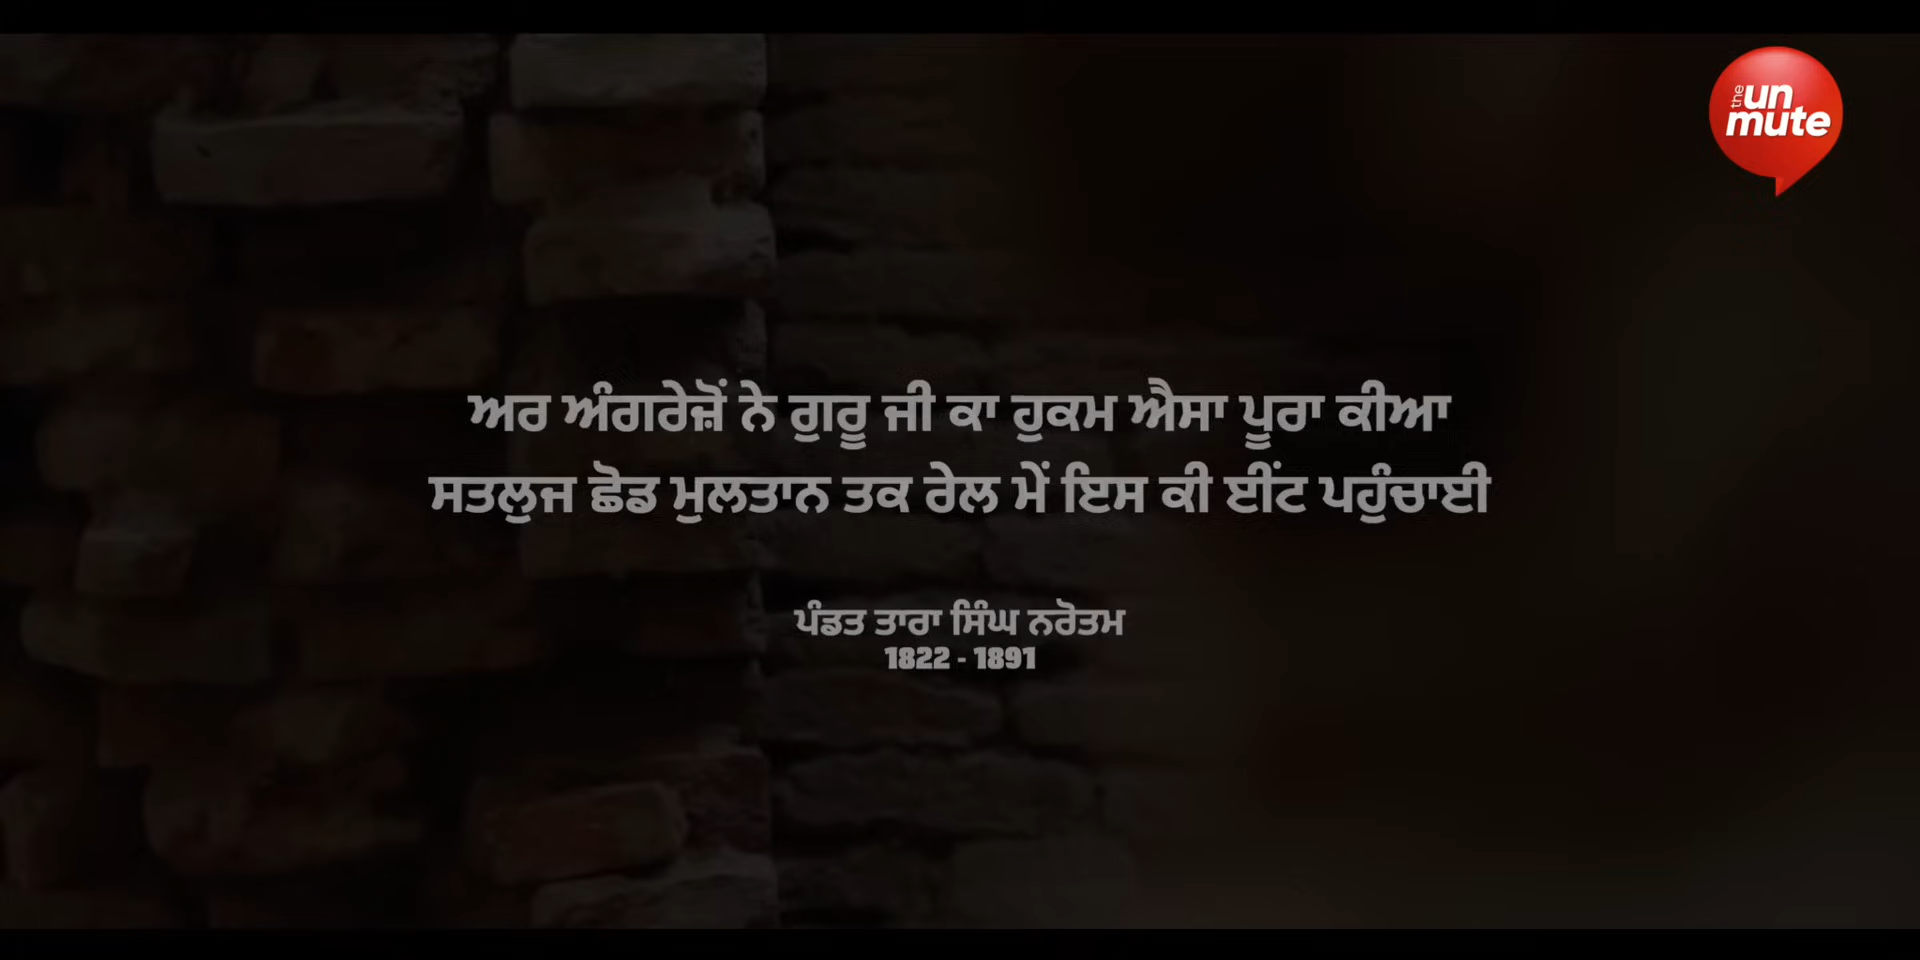 the un
mute
ਅਰ ਅੰਗਰੇਜ਼ੋਂ ਨੇ ਗੁਰੂ ਜੀ ਕਾ ਹੁਕਮ ਐਸਾ ਪੂਰਾ ਕੀਆ
ਸਤਲੁਜ ਛੋਡ ਮੁਲਤਾਨ ਤਕ ਰੇਲ ਮੇਂ ਇਸ ਕੀ ਈਂਟ ਪਹੁੰਚਾਈ
ਪੰਡਤ ਤਾਰਾ ਸਿੰਘ ਨਰੋਤਮ
1822 - 1891